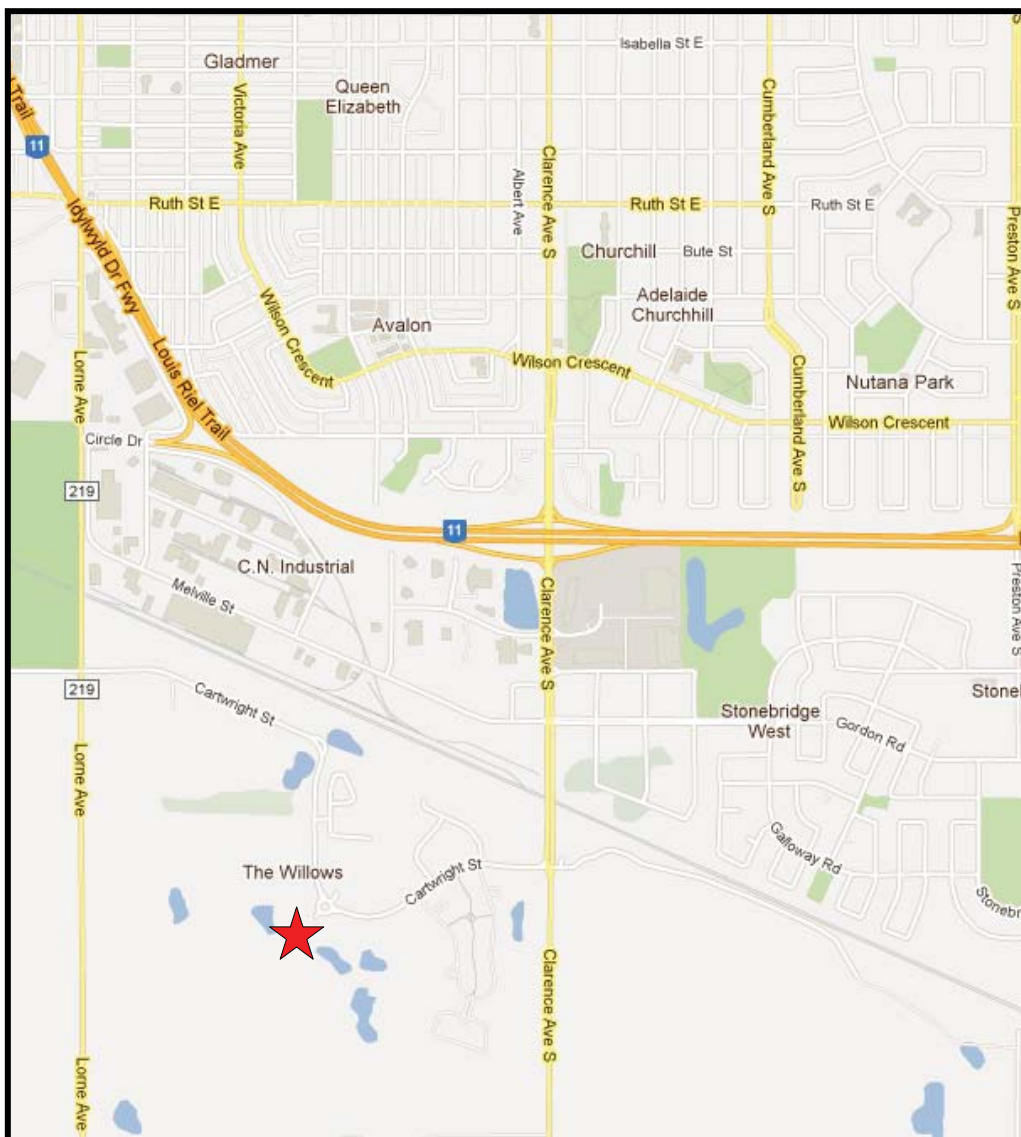 Isabella St E
Gladmer
Queen
Elizabeth
Trail
11
Victoria Ave
Cumberland Ave S
Clarence Ave S
Albert Ave
Ruth St E
Ruth St E
Ruth St E
Preston Ave S
Idylwyld Dr Fwy
Churchill
Bute St
Wilson Crescent
Adelaide
Churchhill
Avalon
Louis Riel Trail
Lorne Ave
Wilson Crescent
Cumberland Ave S
Nutana Park
Wilson Crescent
Circle Dr
219
11
C.N. Industrial
Melville St
Clarence Ave S
Preston Ave S
219
Cartwright St
Stonebridge
West
Gordon Rd
Lorne Ave
Galloway Rd
The Willows
Cartwright St
Clarence Ave S
Lorne Ave